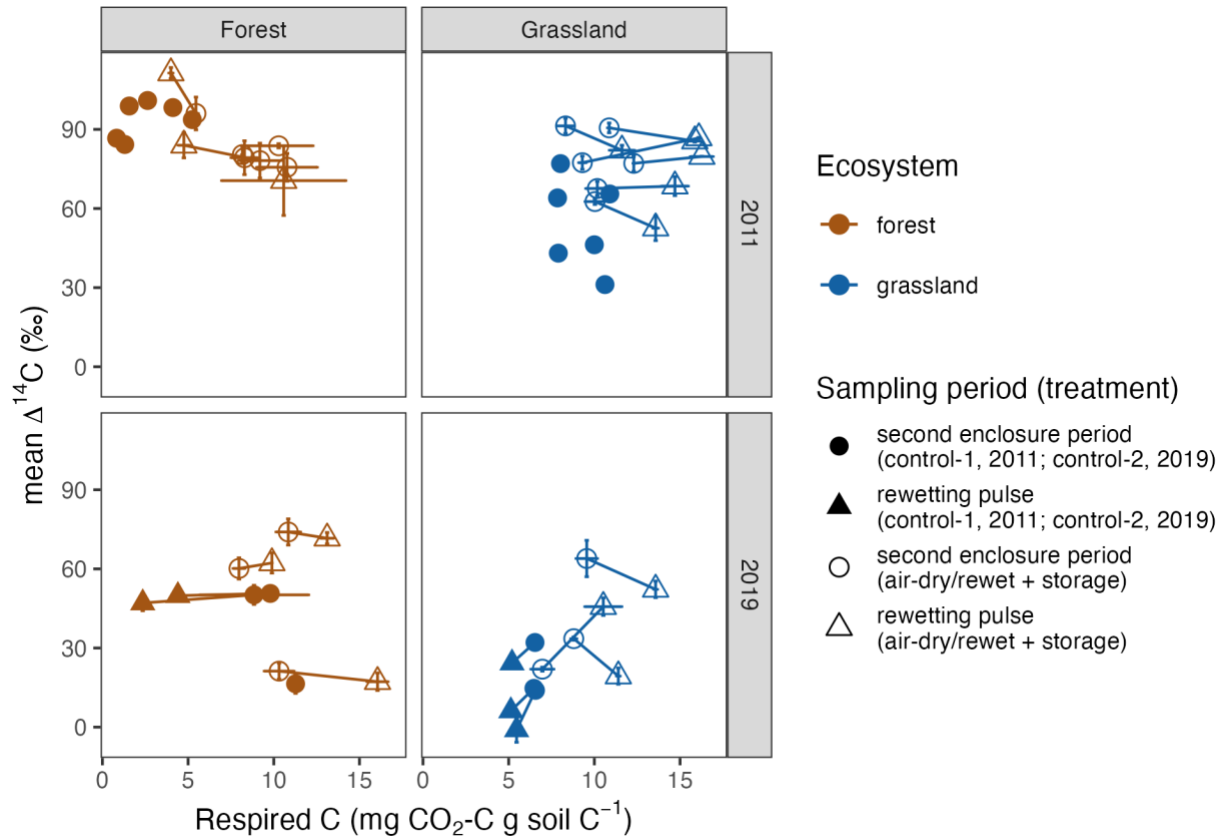 Forest
Grassland
90
60
30
0
2011
90
60
30
0
2019
0 5 10 15
0 5 10 15
mean Δ¹⁴C (‰)
Respired C (mg CO₂-C g soil C⁻¹)
Ecosystem
forest
grassland
Sampling period (treatment)
second enclosure period
(control-1, 2011; control-2, 2019)
rewetting pulse
(control-1, 2011; control-2, 2019)
second enclosure period
(air-dry/rewet + storage)
rewetting pulse
(air-dry/rewet + storage)